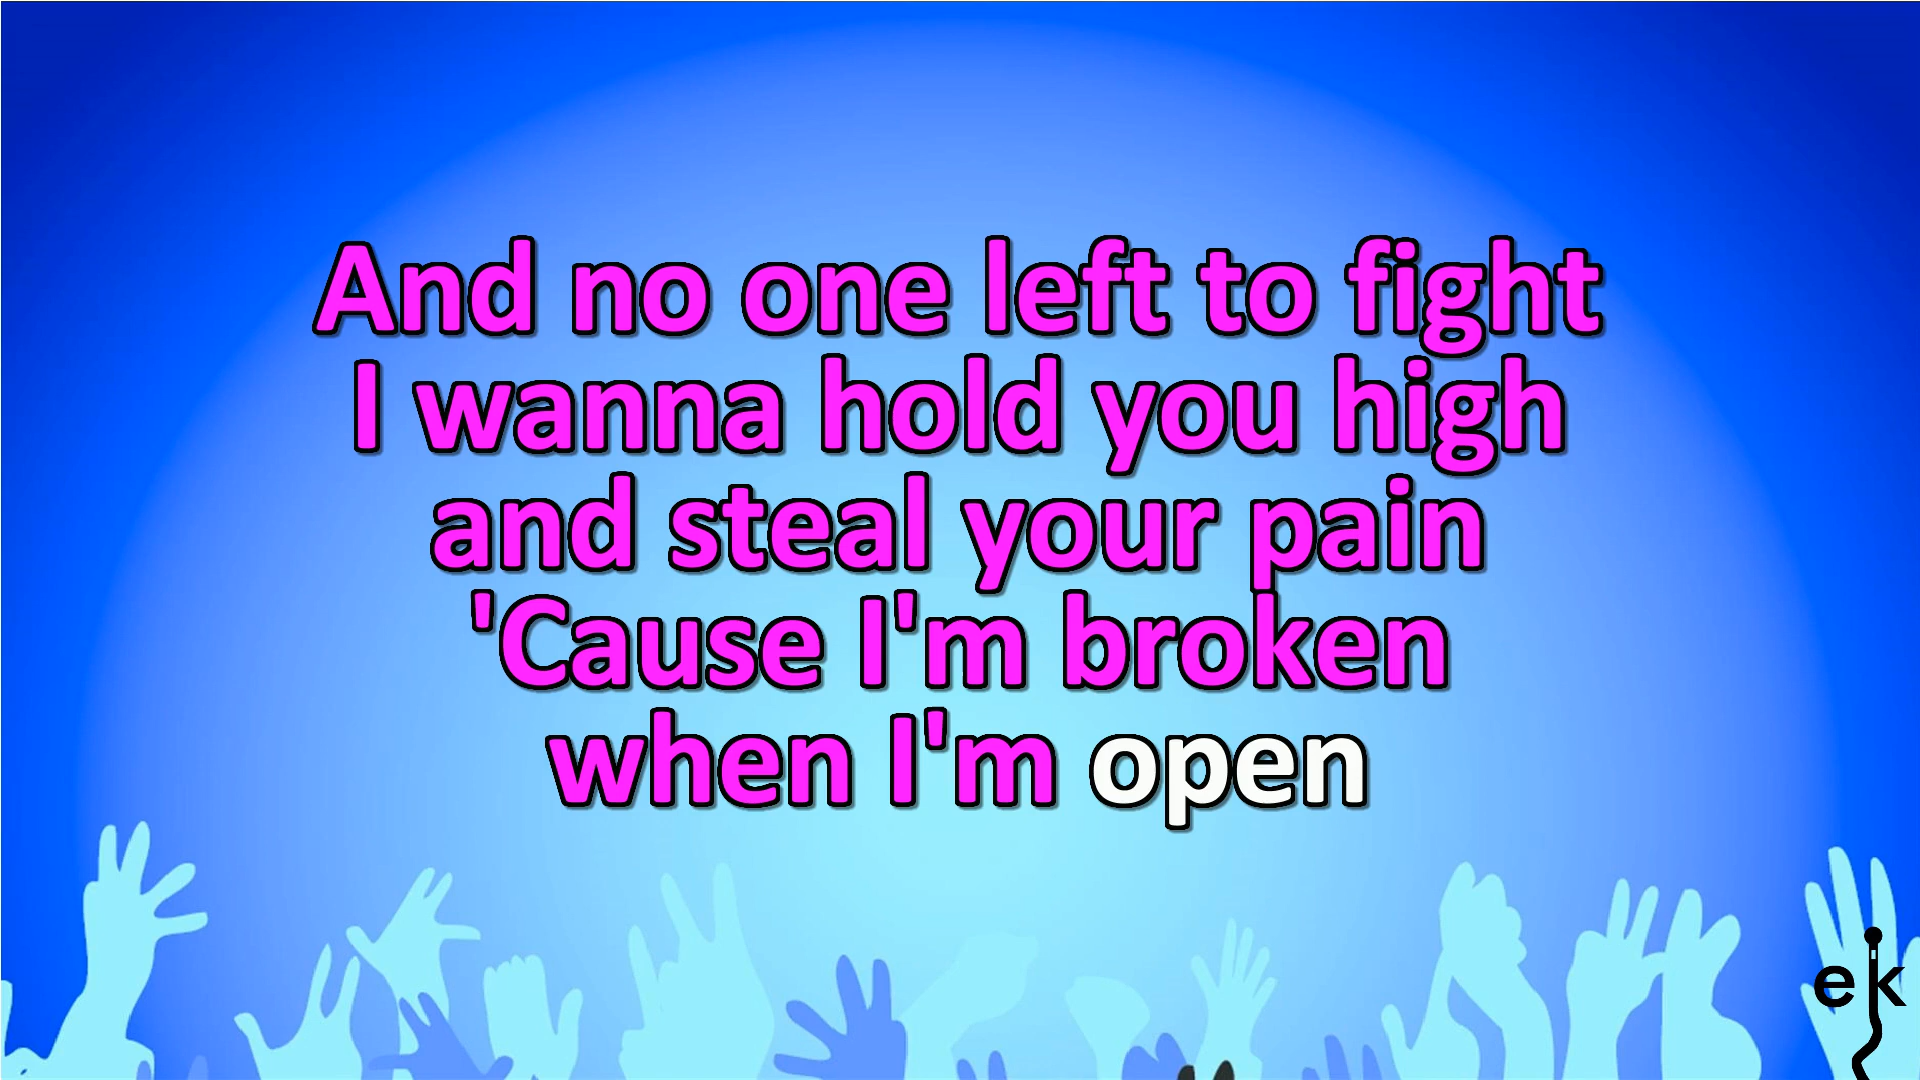 And no one left to fight
I wanna hold you high
and steal your pain
'Cause I'm broken
when I'm open
ek